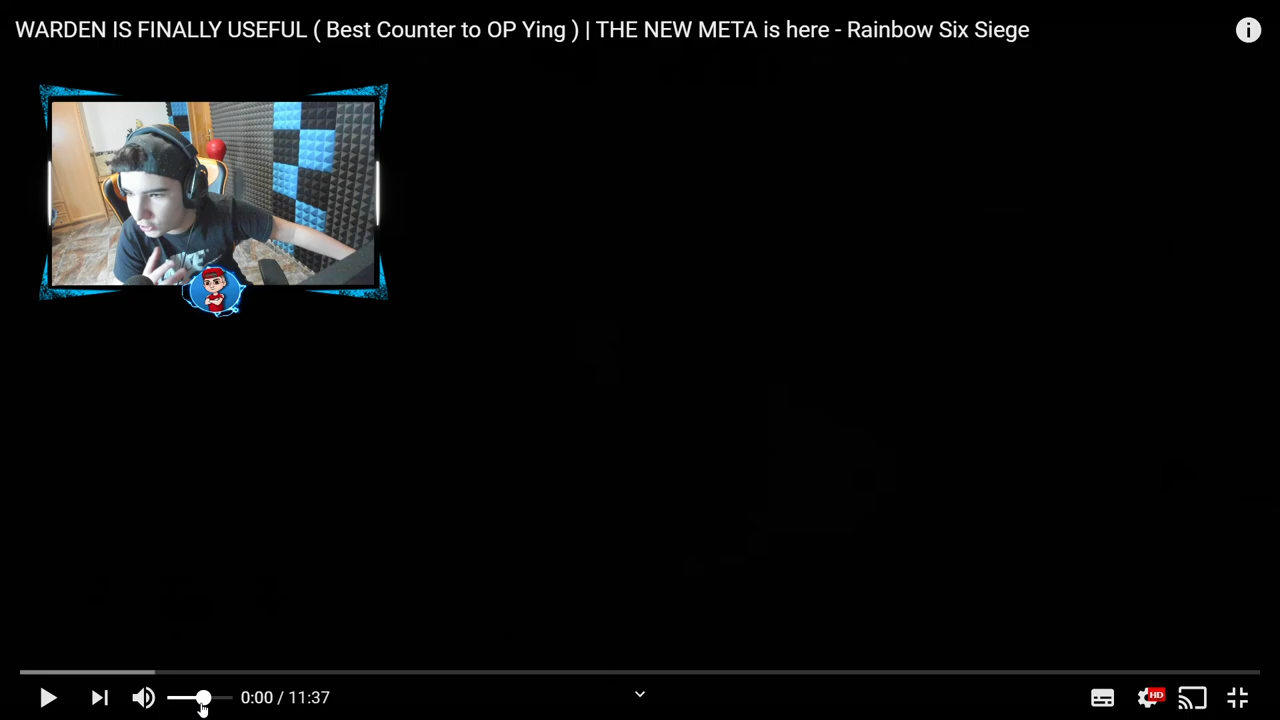 WARDEN IS FINALLY USEFUL ( Best Counter to OP Ying ) | THE NEW META is here - Rainbow Six Siege
0:00 / 11:37
HD